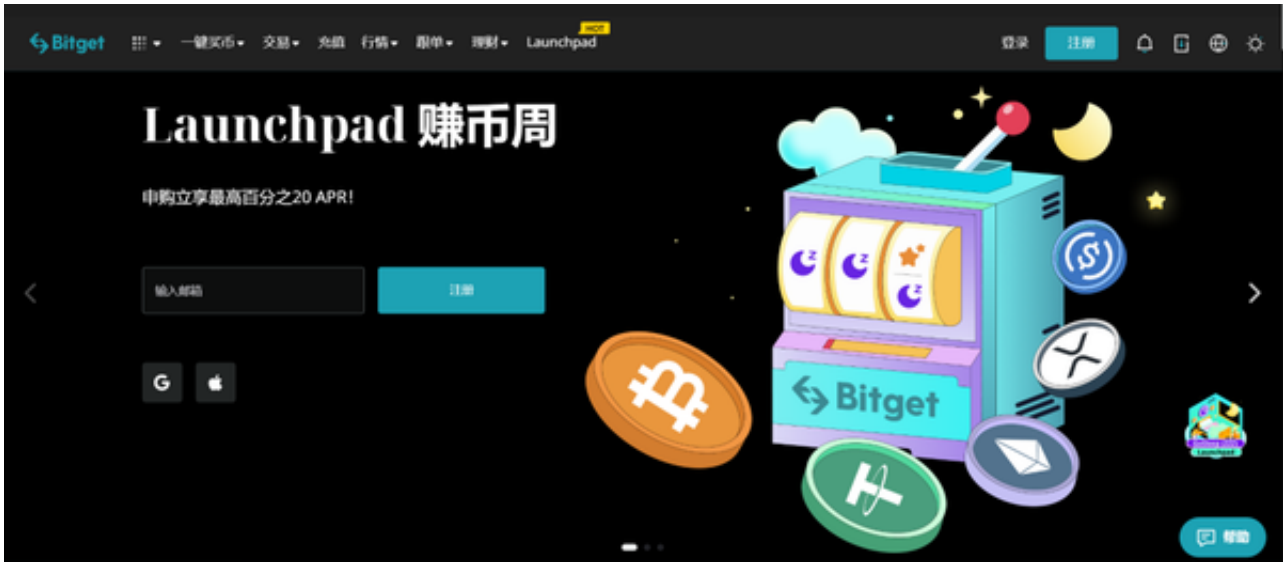 Bitget
一键买币
交易
充值
行情
跟单
理财
Launchpad
HOT
登录
注册
Launchpad 赚币周
申购立享最高百分之20 APR!
输入邮箱
注册
G
Bitget
Launchpad
帮助